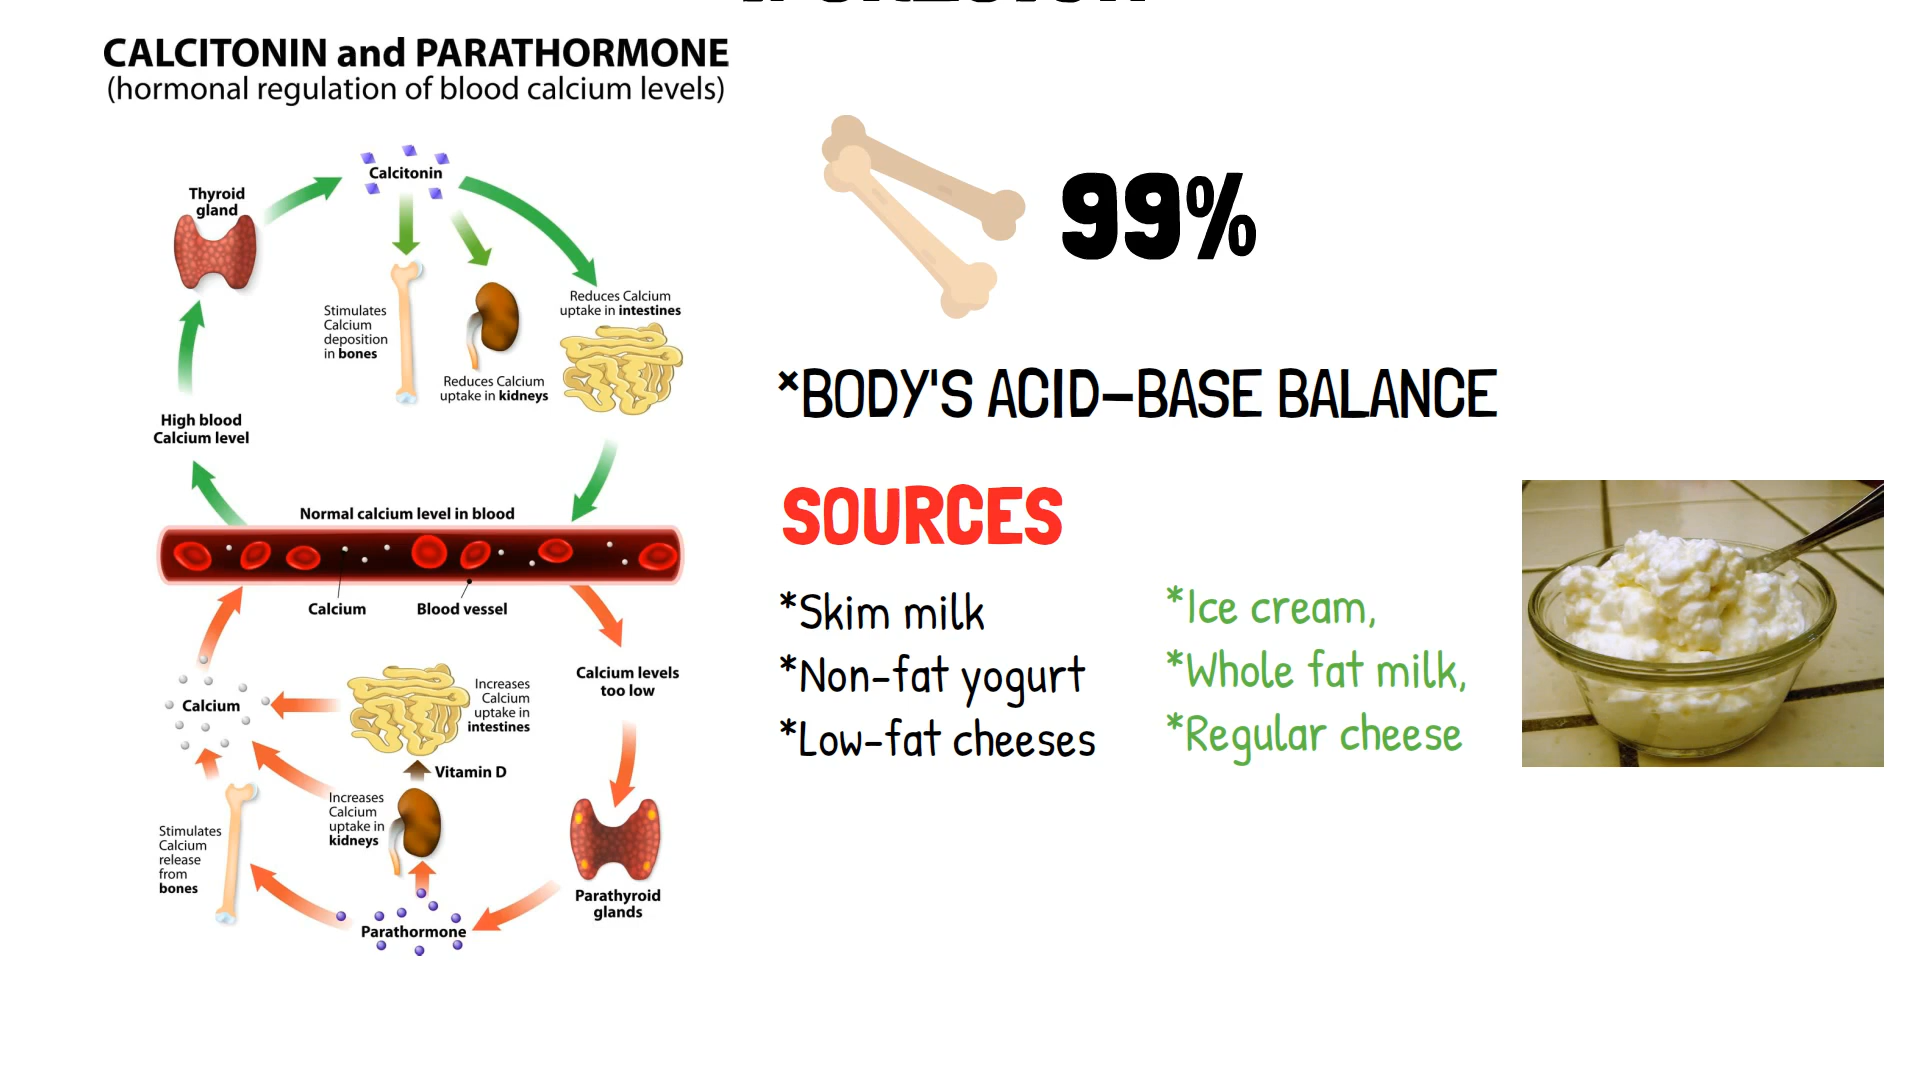 CALCITONIN and PARATHORMONE
(hormonal regulation of blood calcium levels)
Calcitonin
Thyroid
gland
Stimulates
Calcium
deposition
in bones
Reduces Calcium
uptake in kidneys
Reduces Calcium
uptake in intestines
High blood
Calcium level
Normal calcium level in blood
Calcium
Blood vessel
Calcium levels
too low
Calcium
Increases
Calcium
uptake in
intestines
Vitamin D
Increases
Calcium
uptake in
kidneys
Stimulates
Calcium
release
from
bones
Parathyroid
glands
Parathormone
99%
*BODY'S ACID-BASE BALANCE
SOURCES
*Skim milk
*Non-fat yogurt
*Low-fat cheeses
*Ice cream,
*Whole fat milk,
*Regular cheese